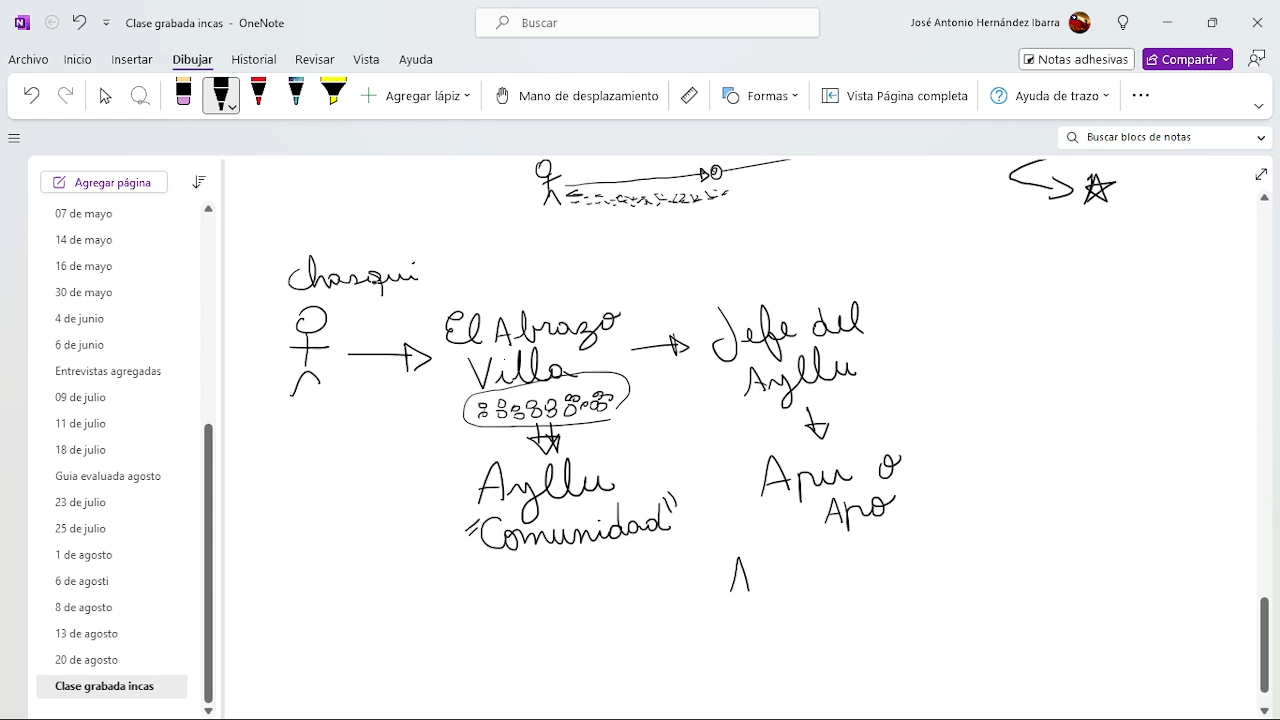 Clase grabada incas - OneNote
Buscar
José Antonio Hernández Ibarra
Archivo Inicio Insertar Dibujar Historial Revisar Vista Ayuda
Notas adhesivas
Compartir
Agregar lápiz
Mano de desplazamiento
Formas
Vista Página completa
Ayuda de trazo
Buscar blocs de notas
Agregar página
07 de mayo
14 de mayo
16 de mayo
30 de mayo
4 de junio
6 de junio
Entrevistas agregadas
09 de julio
11 de julio
18 de julio
Guia evaluada agosto
23 de julio
25 de julio
1 de agosto
6 de agosti
8 de agosto
13 de agosto
20 de agosto
Clase grabada incas
Chasqui
El Abrazo
Villa
Jefe del
Ayllu
Ayllu
"Comunidad"
Apu o
Apo